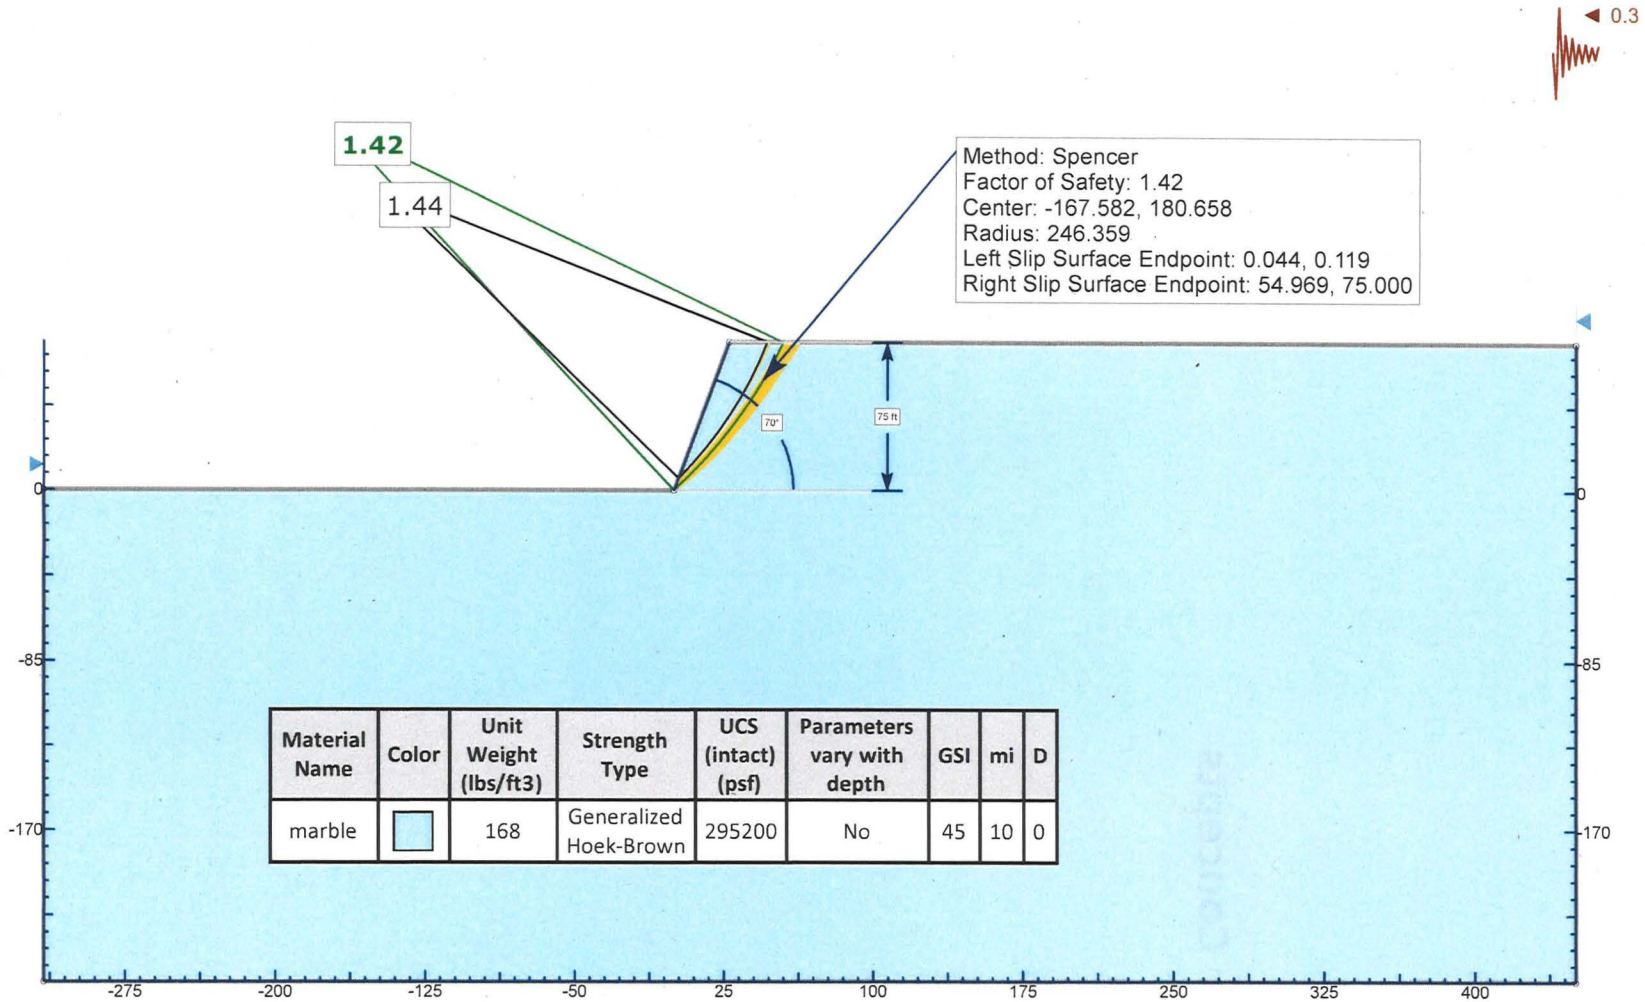 0.3
1.42
1.44
Method: Spencer
Factor of Safety: 1.42
Center: -167.582, 180.658
Radius: 246.359
Left Slip Surface Endpoint: 0.044, 0.119
Right Slip Surface Endpoint: 54.969, 75.000
70°
75 ft
0
0
-85
-85
Material Name
Color
Unit Weight (lbs/ft3)
Strength Type
UCS (intact) (psf)
Parameters vary with depth
GSI
mi
D
marble
168
Generalized Hoek-Brown
295200
No
45
10
0
-170
-170
-275
-200
-125
-50
25
100
175
250
325
400